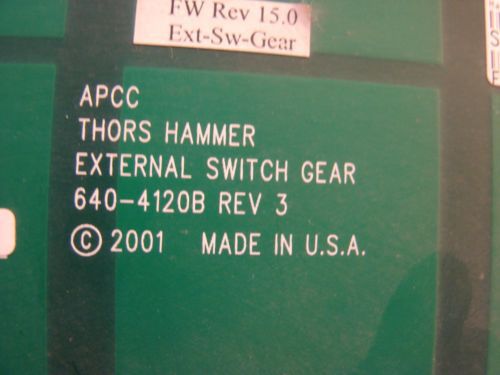 FW Rev 15.0
Ext-Sw-Gear
APCC
THORS HAMMER
EXTERNAL SWITCH GEAR
640-4120B REV 3
© 2001 MADE IN U.S.A.